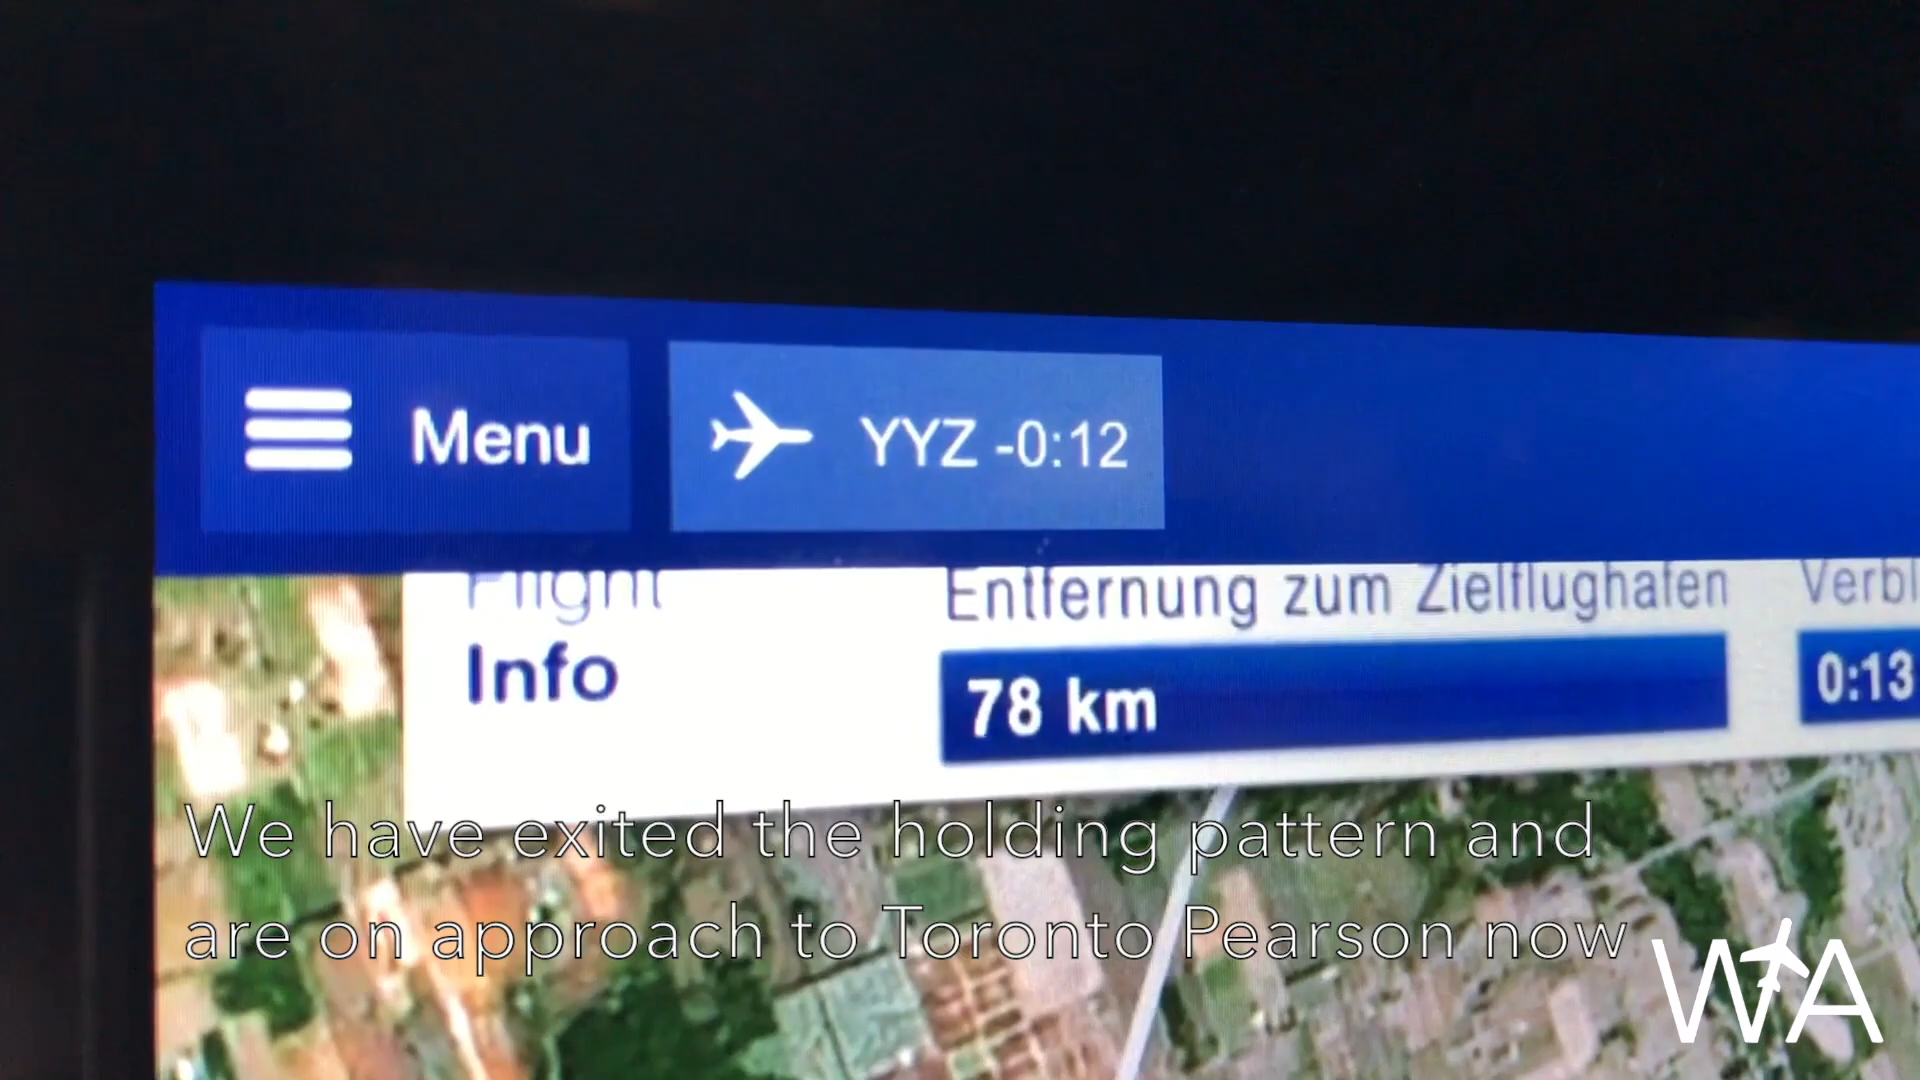 Menu
YYZ -0:12
Flight
Info
Entfernung zum Zielflughafen
78 km
0:13
We have exited the holding pattern and
are on approach to Toronto Pearson now
WA